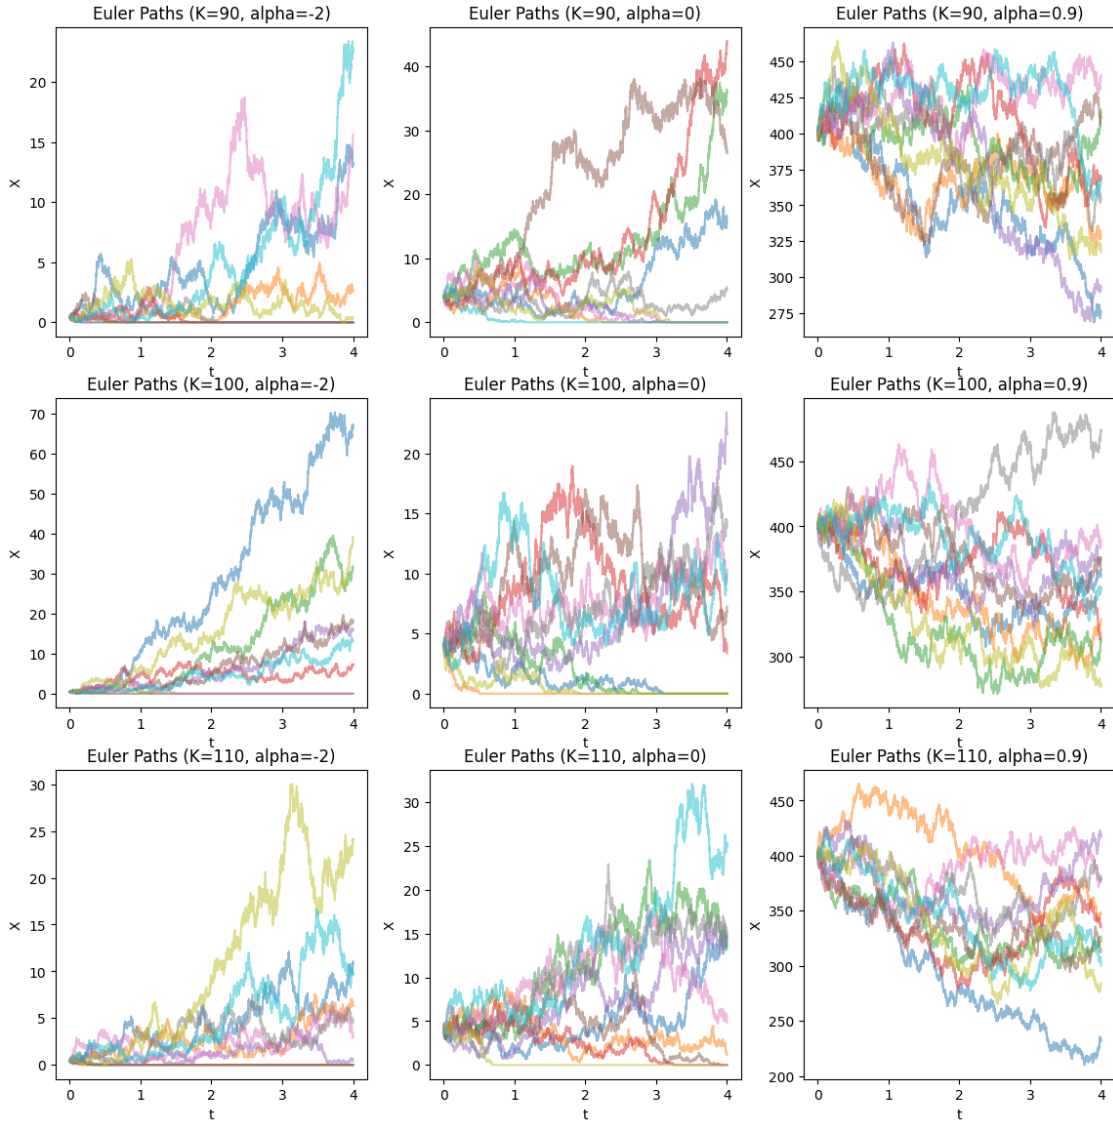 Euler Paths (K=90, alpha=-2) Euler Paths (K=90, alpha=0) Euler Paths (K=90, alpha=0.9)
20
15
10
5
0
X
0 1 2 3 4
t
40
30
20
10
0
X
0 1 2 3 4
t
450
425
400
375
350
325
300
275
X
0 1 2 3 4
t
Euler Paths (K=100, alpha=-2) Euler Paths (K=100, alpha=0) Euler Paths (K=100, alpha=0.9)
70
60
50
40
30
20
10
0
X
0 1 2 3 4
t
20
15
10
5
0
X
0 1 2 3 4
t
450
400
350
300
X
0 1 2 3 4
t
Euler Paths (K=110, alpha=-2) Euler Paths (K=110, alpha=0) Euler Paths (K=110, alpha=0.9)
30
25
20
15
10
5
0
X
0 1 2 3 4
t
30
25
20
15
10
5
0
X
0 1 2 3 4
t
450
400
350
300
250
200
X
0 1 2 3 4
t